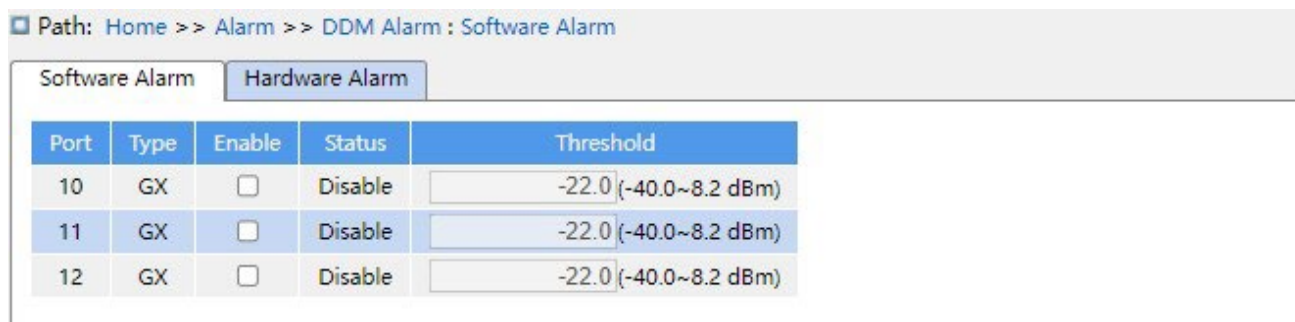 Path: Home >> Alarm >> DDM Alarm : Software Alarm
Software Alarm Hardware Alarm
Port Type Enable Status Threshold
10 GX Disable -22.0 (-40.0~8.2 dBm)
11 GX Disable -22.0 (-40.0~8.2 dBm)
12 GX Disable -22.0 (-40.0~8.2 dBm)